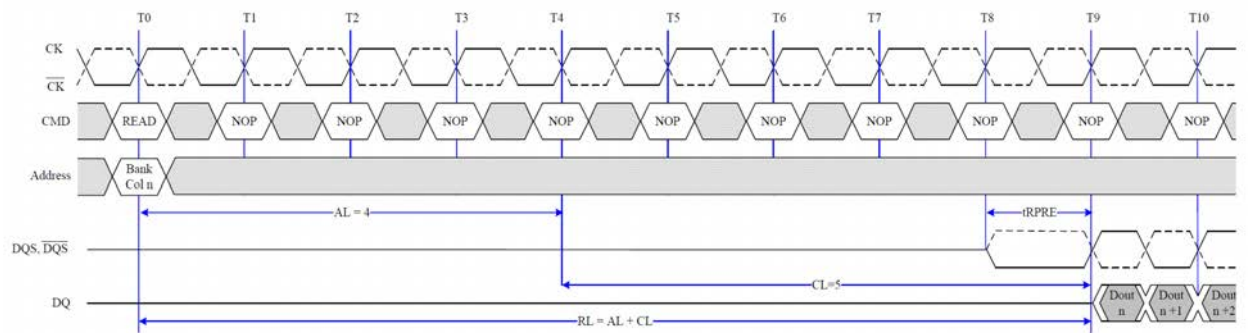 T0 T1 T2 T3 T4 T5 T6 T7 T8 T9 T10
CK
CK
CMD READ NOP NOP NOP NOP NOP NOP NOP NOP NOP NOP
Address Bank
Col n
AL = 4 tRPRE
DQS, DQS
CL=5
DQ Dout Dout Dout
n n +1 n +2
RL = AL + CL